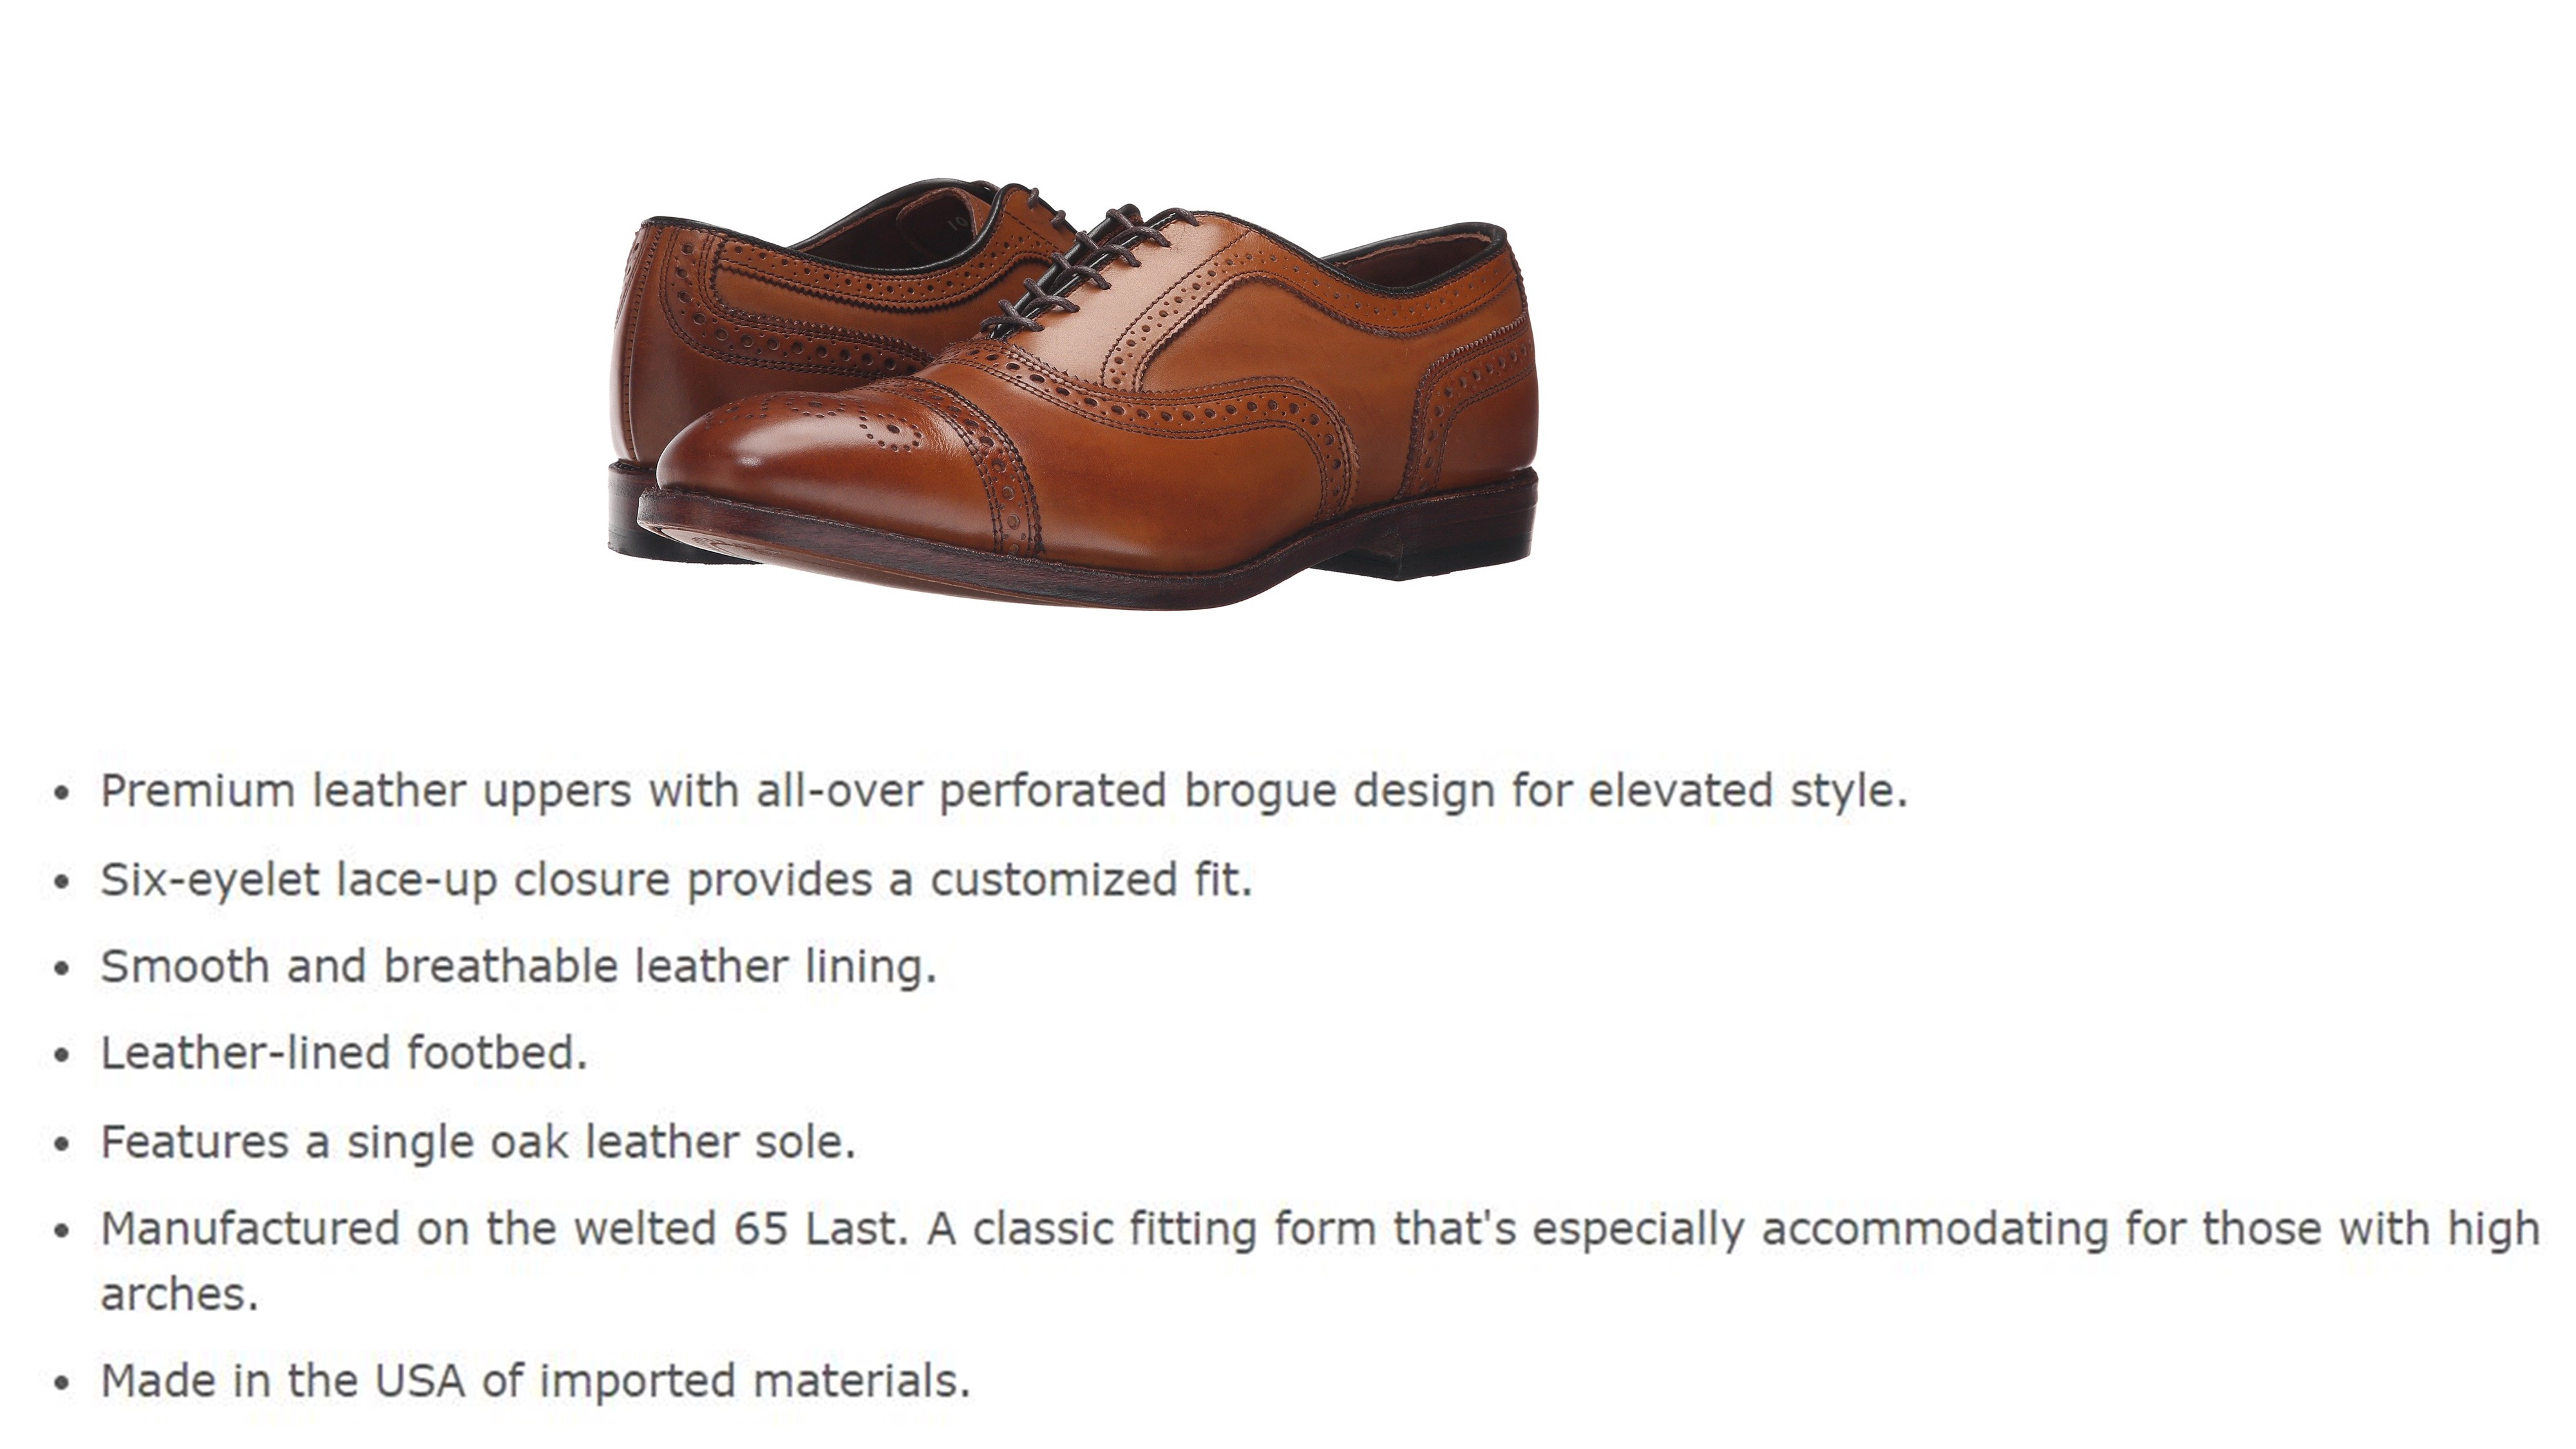 • Premium leather uppers with all-over perforated brogue design for elevated style.
• Six-eyelet lace-up closure provides a customized fit.
• Smooth and breathable leather lining.
• Leather-lined footbed.
• Features a single oak leather sole.
• Manufactured on the welted 65 Last. A classic fitting form that's especially accommodating for those with high
arches.
• Made in the USA of imported materials.